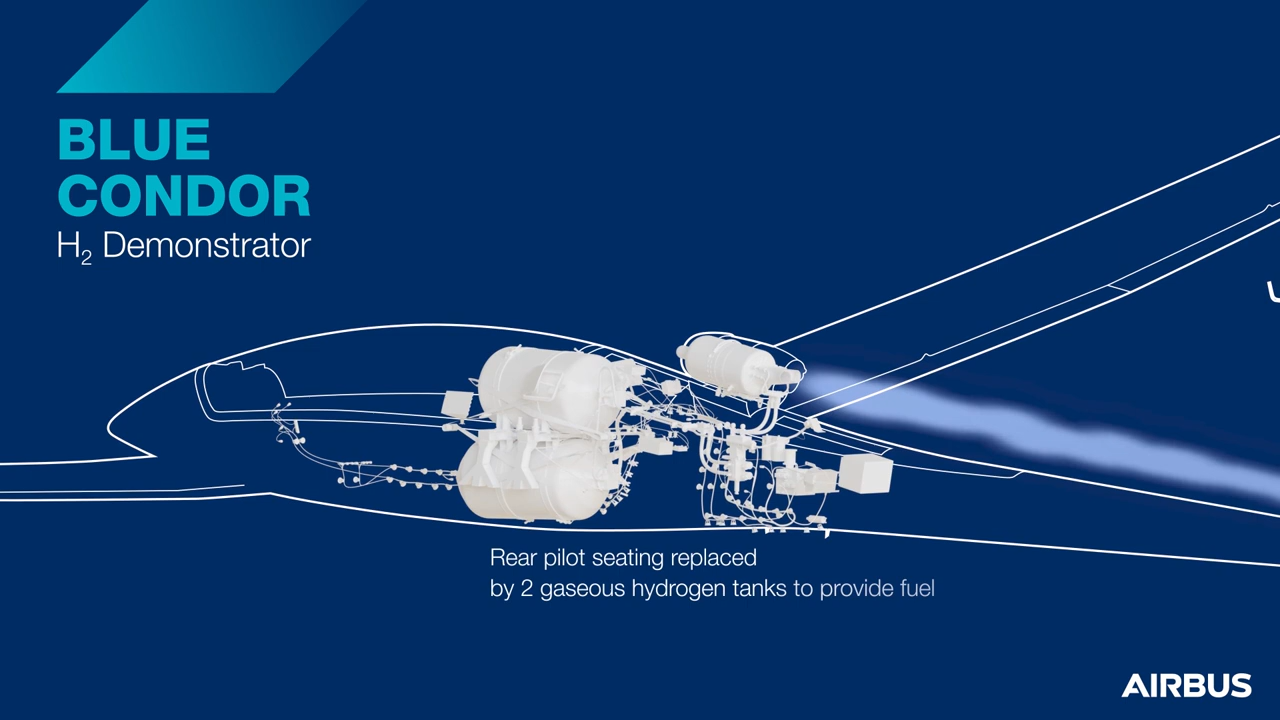 BLUE
CONDOR
H₂ Demonstrator
Rear pilot seating replaced
by 2 gaseous hydrogen tanks to provide fuel
AIRBUS